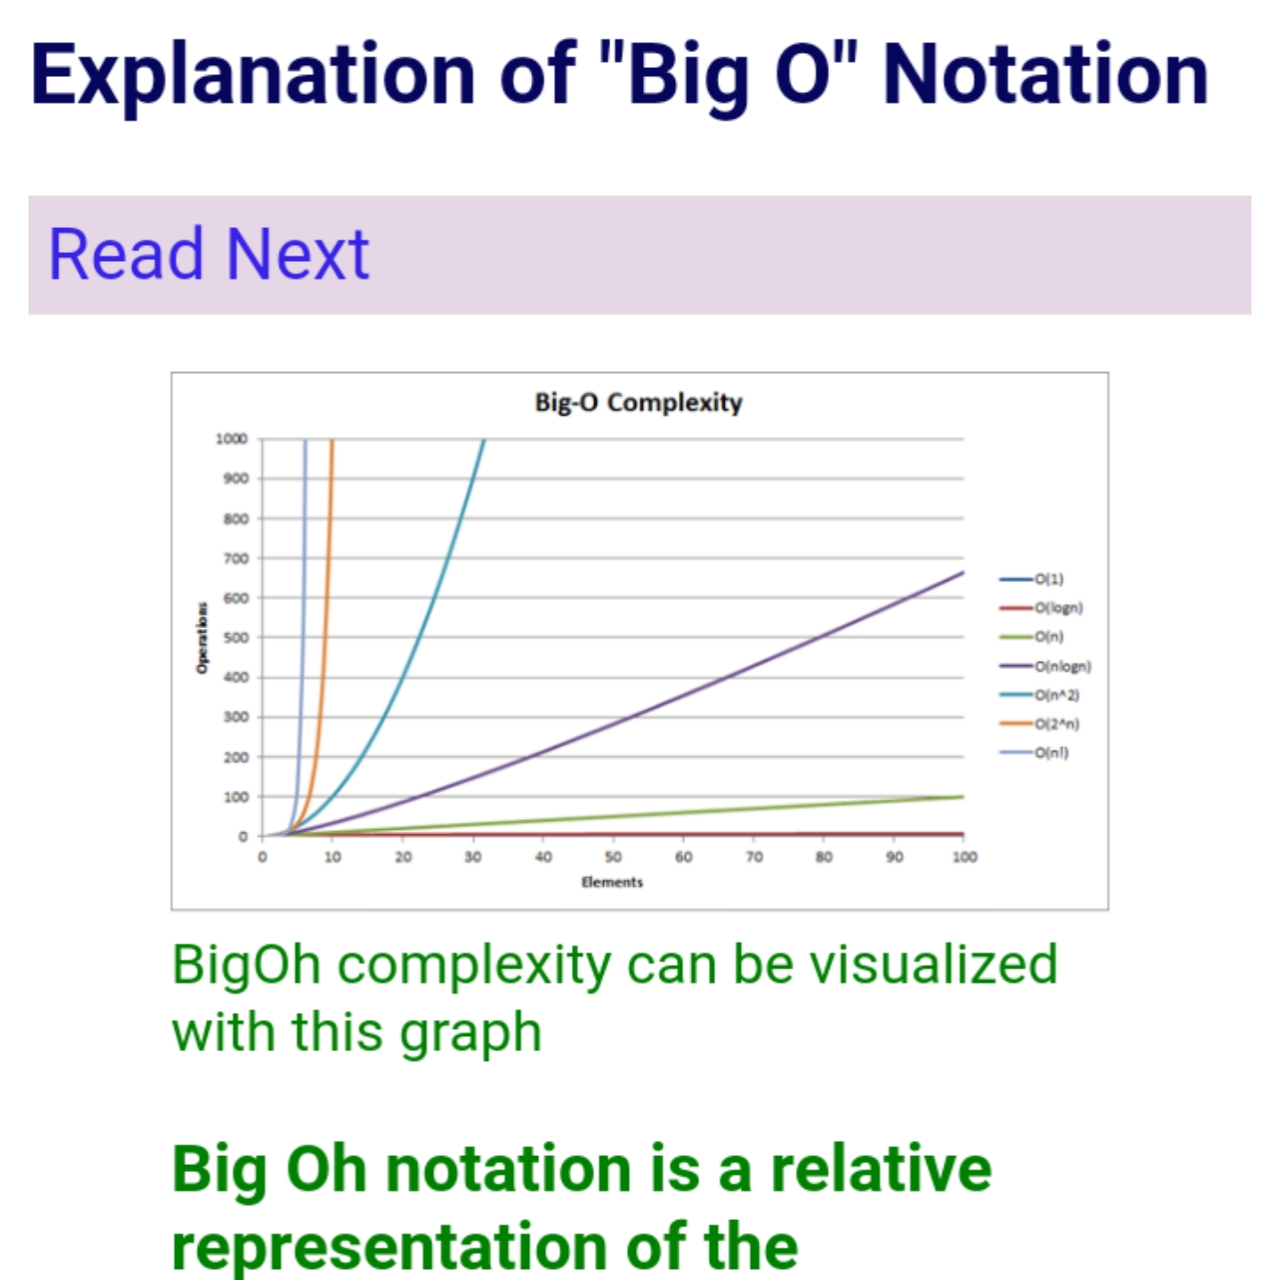 Explanation of "Big O" Notation
Read Next
Big-O Complexity
1000
900
800
700
600
500
400
300
200
100
0
Operations
0 10 20 30 40 50 60 70 80 90 100
Elements
O(1)
O(logn)
O(n)
O(nlogn)
O(n^2)
O(2^n)
O(n!)
BigOh complexity can be visualized
with this graph
Big Oh notation is a relative
representation of the